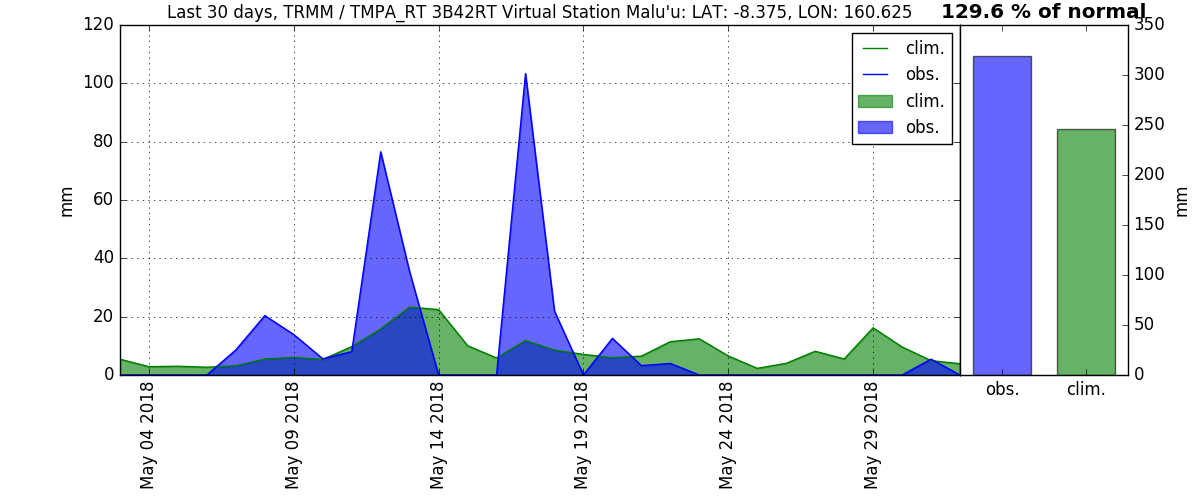 Last 30 days, TRMM / TMPA_RT 3B42RT Virtual Station Malu'u: LAT: -8.375, LON: 160.625
129.6 % of normal
120
100
80
60
40
20
0
mm
clim.
obs.
clim.
obs.
350
300
250
200
150
100
50
0
mm
obs.
clim.
May 04 2018
May 09 2018
May 14 2018
May 19 2018
May 24 2018
May 29 2018